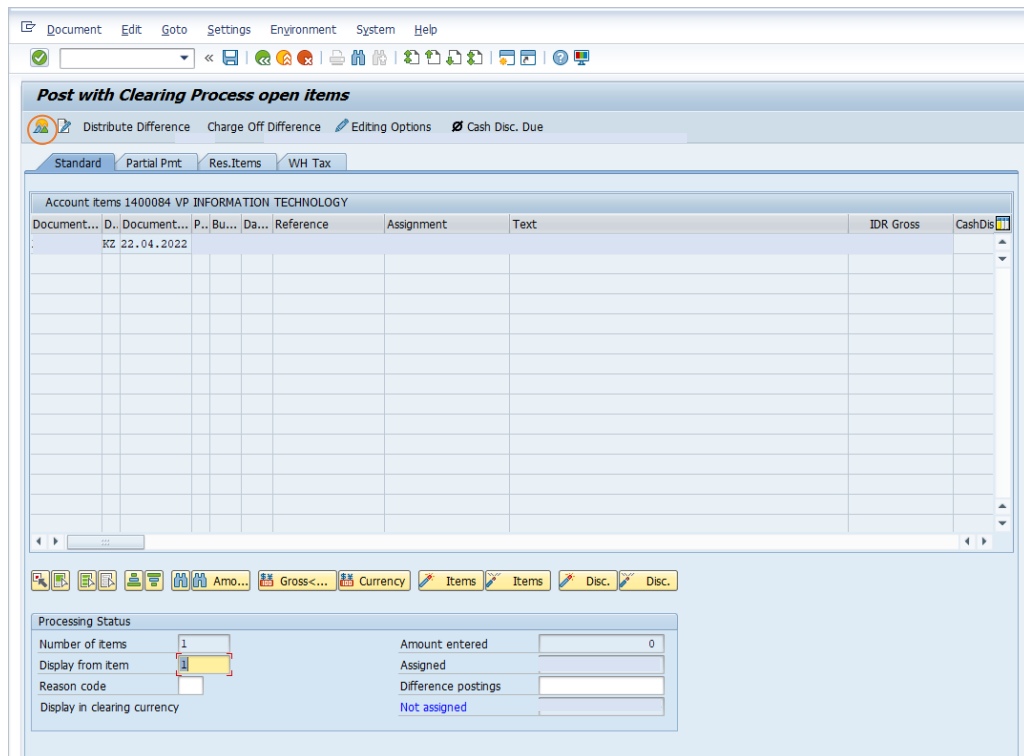 Document Edit Goto Settings Environment System Help
Post with Clearing Process open items
Distribute Difference Charge Off Difference Editing Options Cash Disc. Due
Standard Partial Pmt Res.Items WH Tax
Account items 1400084 VP INFORMATION TECHNOLOGY
Document... D.. Document... P.. Bu... Da... Reference Assignment Text IDR Gross CashDis
KZ 22.04.2022
Amo... Gross<... Currency Items Items Disc. Disc.
Processing Status
Number of items 1 Amount entered 0
Display from item 1 Assigned
Reason code Difference postings
Display in clearing currency Not assigned